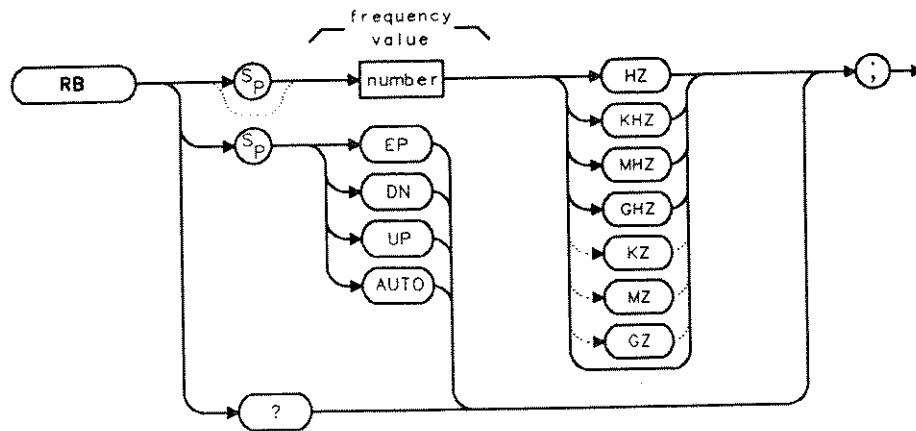 frequency
value
RB
SP
number
HZ
;
KHZ
SP
EP
MHZ
DN
GHZ
UP
KZ
AUTO
MZ
GZ
?